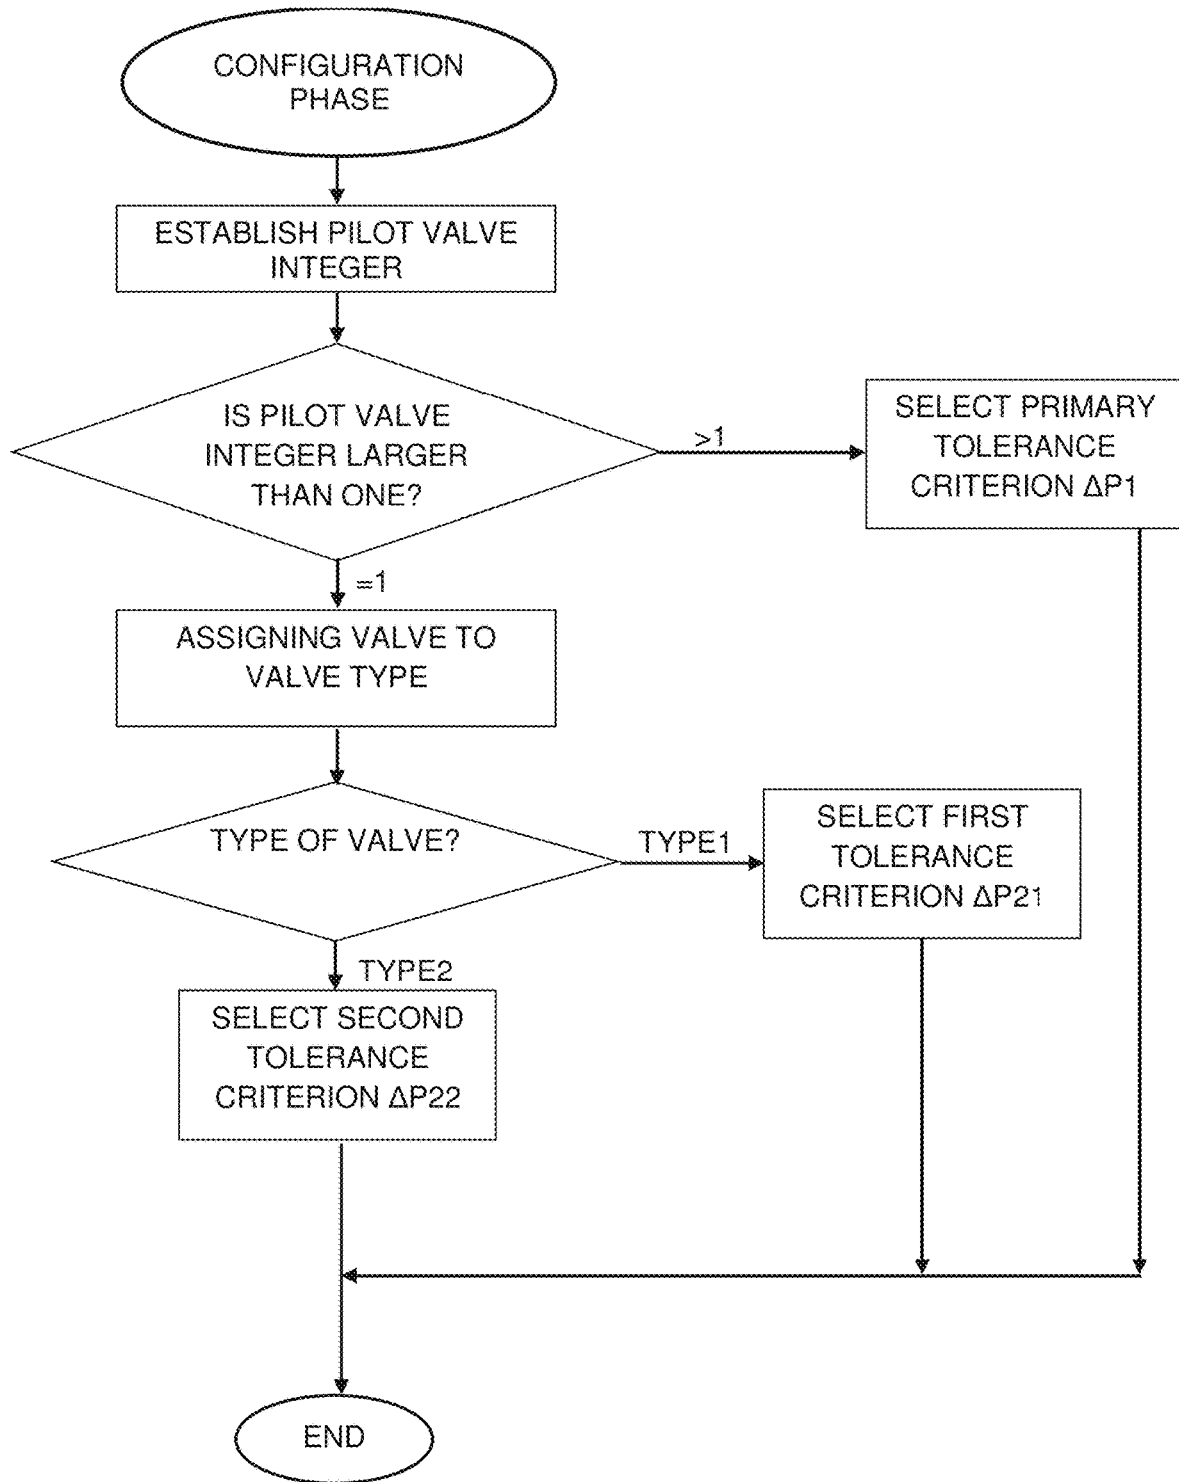 CONFIGURATION
PHASE
ESTABLISH PILOT VALVE
INTEGER
IS PILOT VALVE
INTEGER LARGER
THAN ONE?
>1
SELECT PRIMARY
TOLERANCE
CRITERION ΔP1
=1
ASSIGNING VALVE TO
VALVE TYPE
TYPE OF VALVE?
TYPE1
SELECT FIRST
TOLERANCE
CRITERION ΔP21
TYPE2
SELECT SECOND
TOLERANCE
CRITERION ΔP22
END